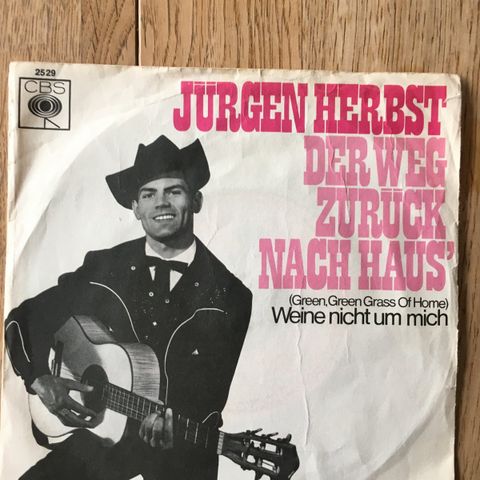 2529
CBS
JÜRGEN HERBST
DER WEG
ZURÜCK
NACH HAUS'
(Green, Green Grass Of Home)
Weine nicht um mich